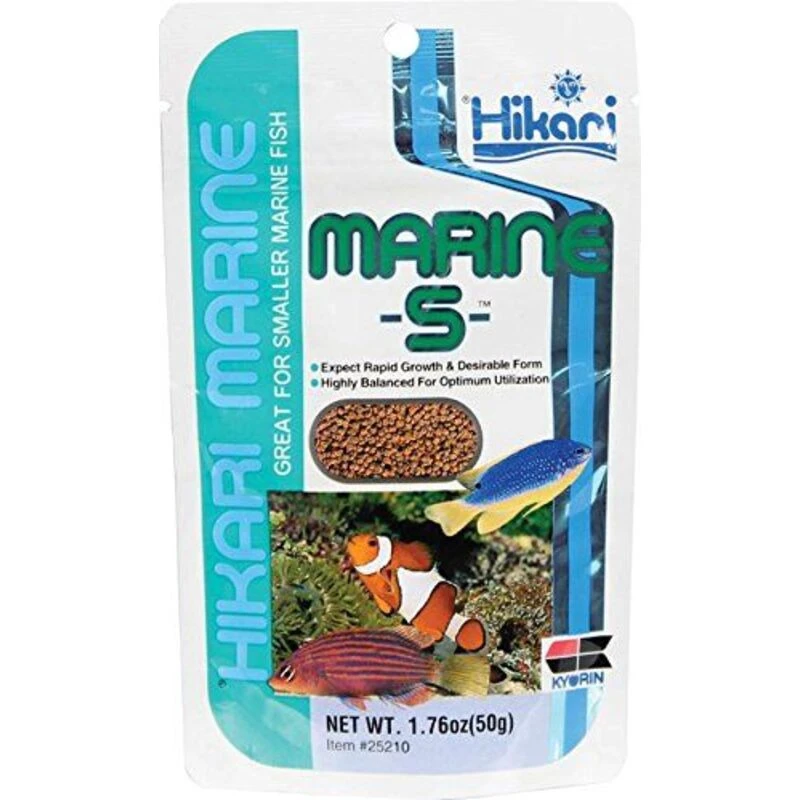 ® Hikari
MARINE
-S-™
• Expect Rapid Growth & Desirable Form
• Highly Balanced For Optimum Utilization
® HIKARI MARINE
GREAT FOR SMALLER MARINE FISH
KYORIN
NET WT. 1.76oz(50g)
Item #25210